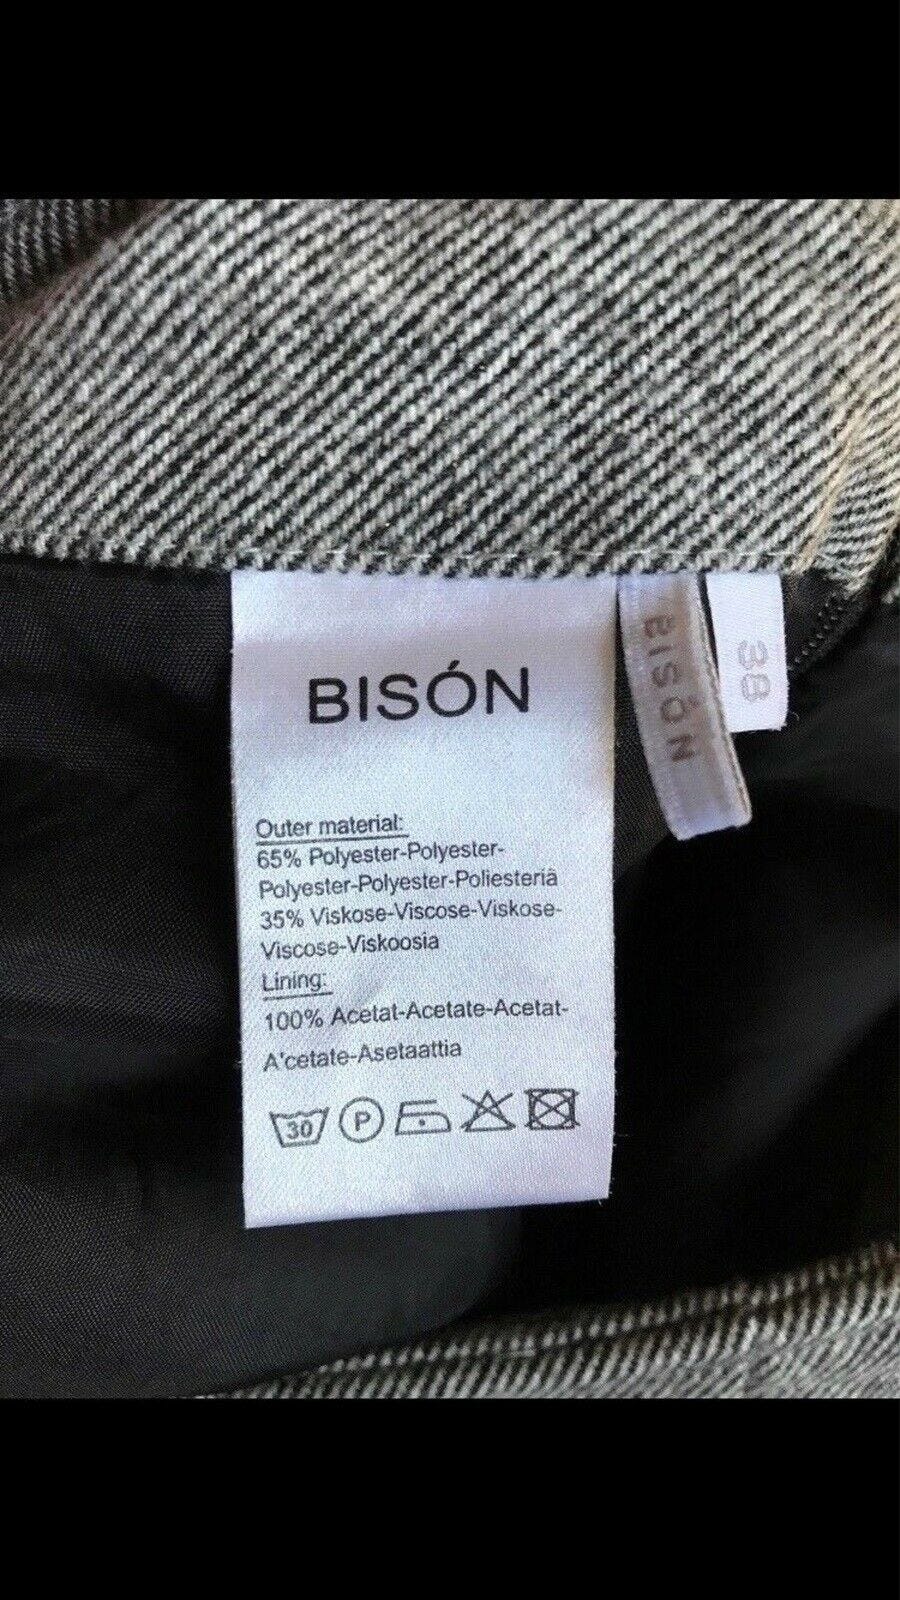 BISÓN
Outer material:
65% Polyester-Polyester-
Polyester-Polyester-Poliesteriä
35% Viskose-Viscose-Viskose-
Viscose-Viskoosia
Lining:
100% Acetat-Acetate-Acetat-
A'cetate-Asetaattia
30 P
BISÓN
38